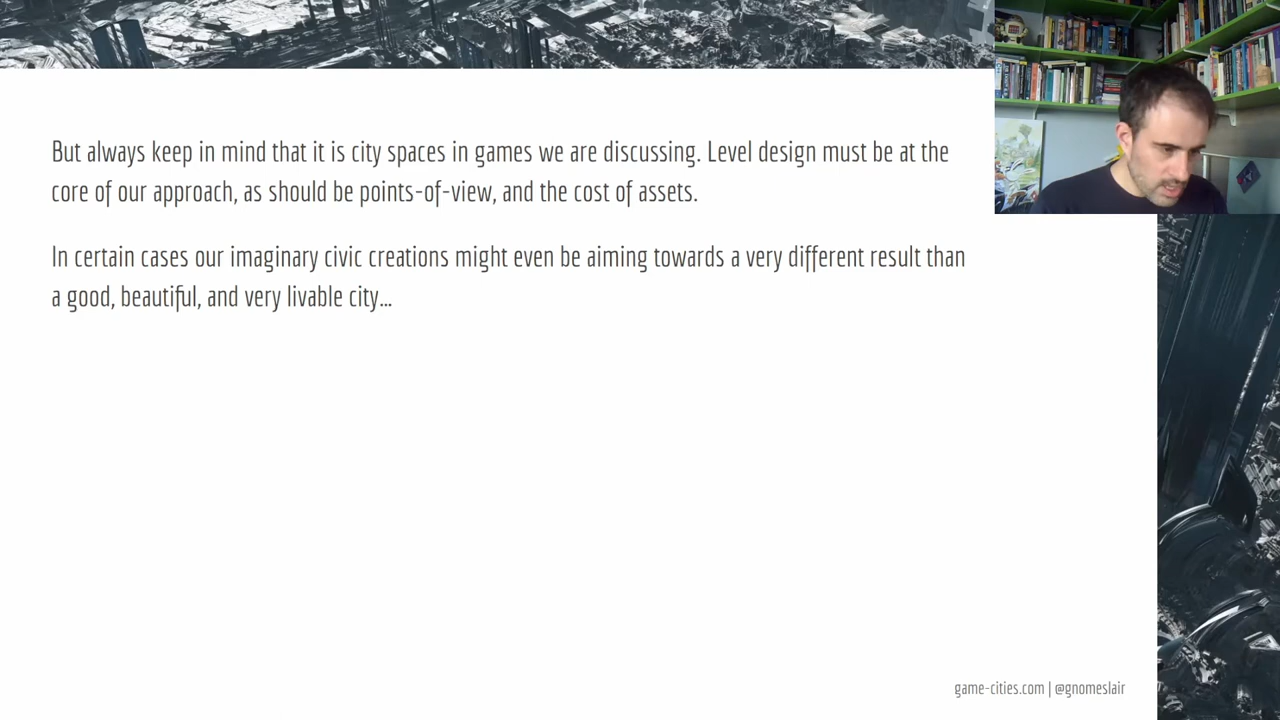 But always keep in mind that it is city spaces in games we are discussing. Level design must be at the
core of our approach, as should be points-of-view, and the cost of assets.
In certain cases our imaginary civic creations might even be aiming towards a very different result than
a good, beautiful, and very livable city...
game-cities.com | @gnomeslair